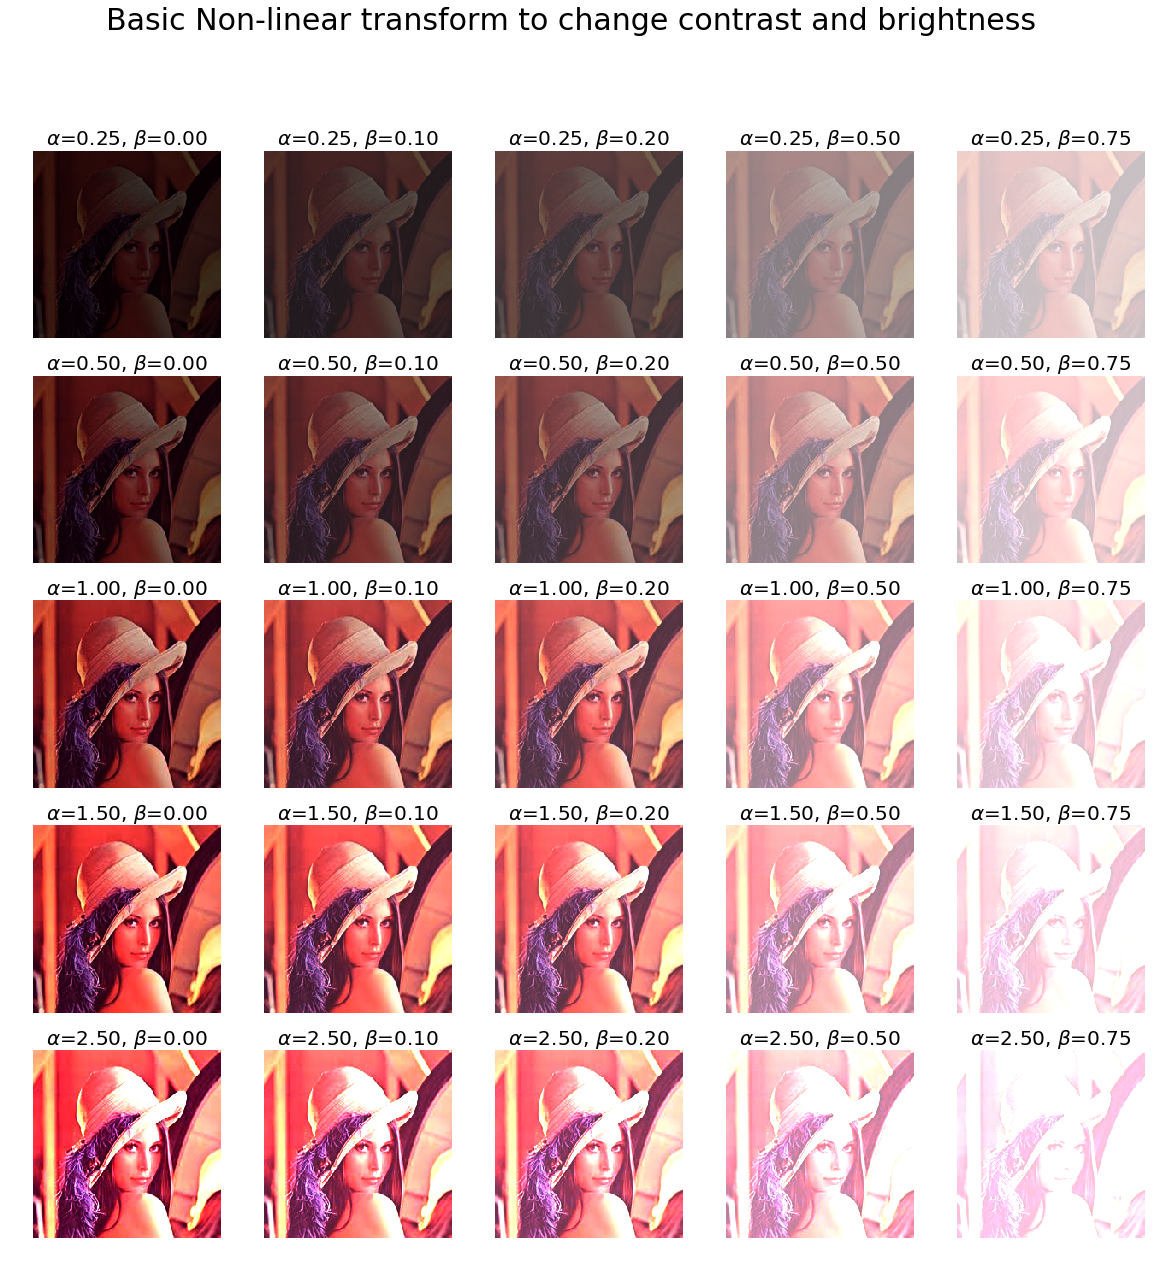 Basic Non-linear transform to change contrast and brightness
α=0.25, β=0.00 α=0.25, β=0.10 α=0.25, β=0.20 α=0.25, β=0.50 α=0.25, β=0.75
α=0.50, β=0.00 α=0.50, β=0.10 α=0.50, β=0.20 α=0.50, β=0.50 α=0.50, β=0.75
α=1.00, β=0.00 α=1.00, β=0.10 α=1.00, β=0.20 α=1.00, β=0.50 α=1.00, β=0.75
α=1.50, β=0.00 α=1.50, β=0.10 α=1.50, β=0.20 α=1.50, β=0.50 α=1.50, β=0.75
α=2.50, β=0.00 α=2.50, β=0.10 α=2.50, β=0.20 α=2.50, β=0.50 α=2.50, β=0.75